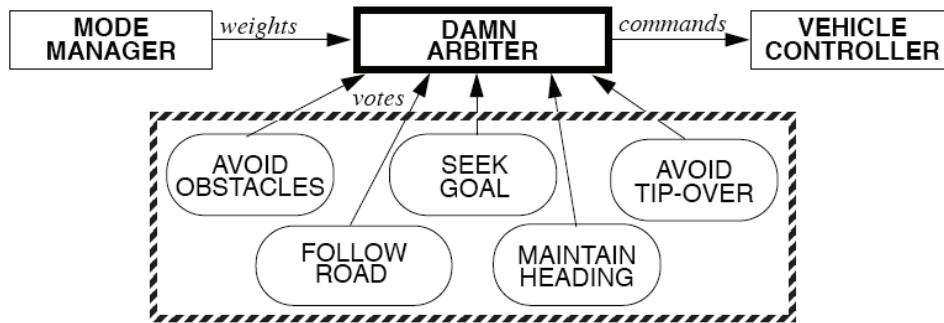 MODE
MANAGER
weights
DAMN
ARBITER
commands
VEHICLE
CONTROLLER
votes
AVOID
OBSTACLES
SEEK
GOAL
AVOID
TIP-OVER
FOLLOW
ROAD
MAINTAIN
HEADING